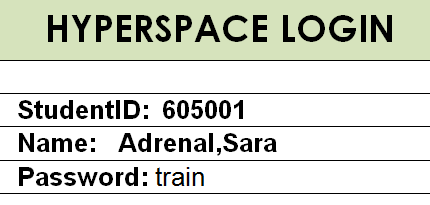 HYPERSPACE LOGIN
StudentID: 605001
Name: Adrenal,Sara
Password: train